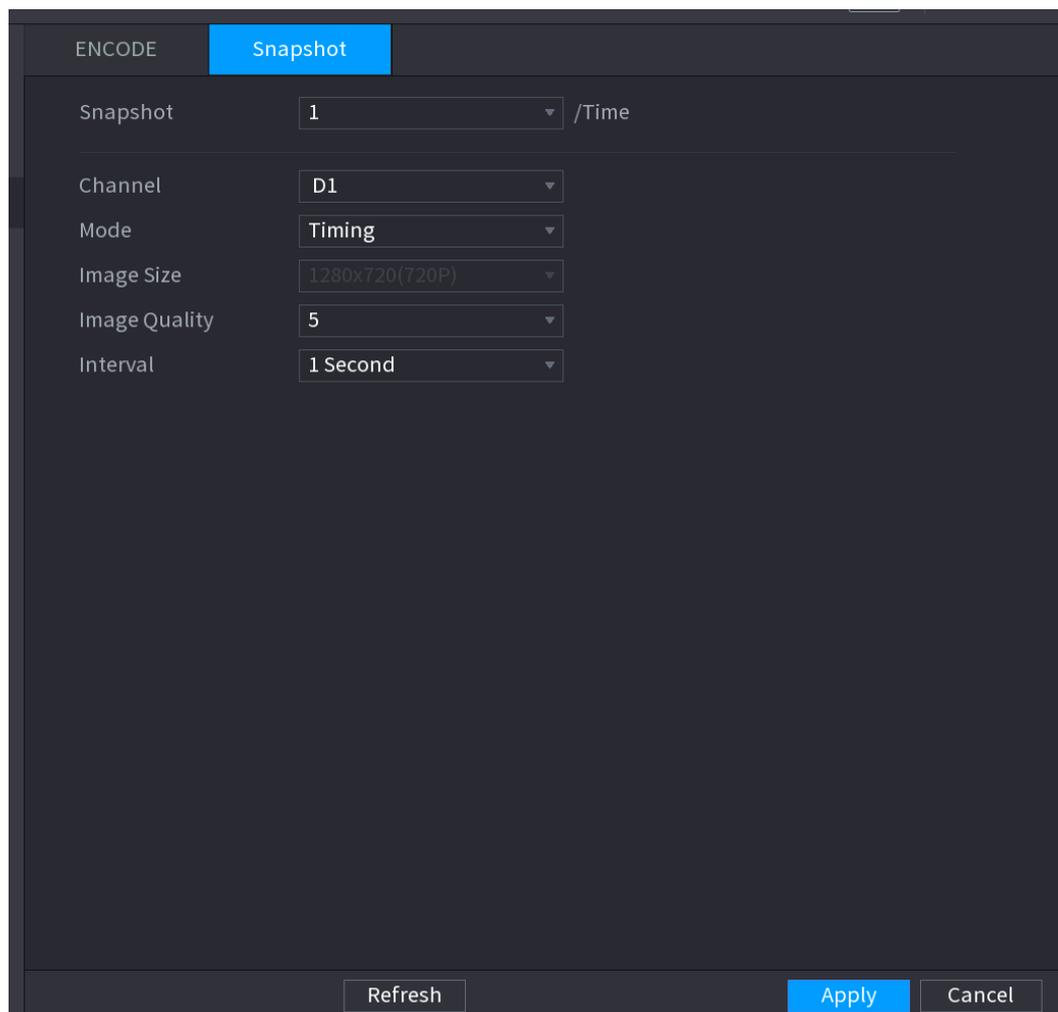 ENCODE Snapshot
Snapshot 1 /Time
Channel D1
Mode Timing
Image Size 1280x720(720P)
Image Quality 5
Interval 1 Second
Refresh Apply Cancel